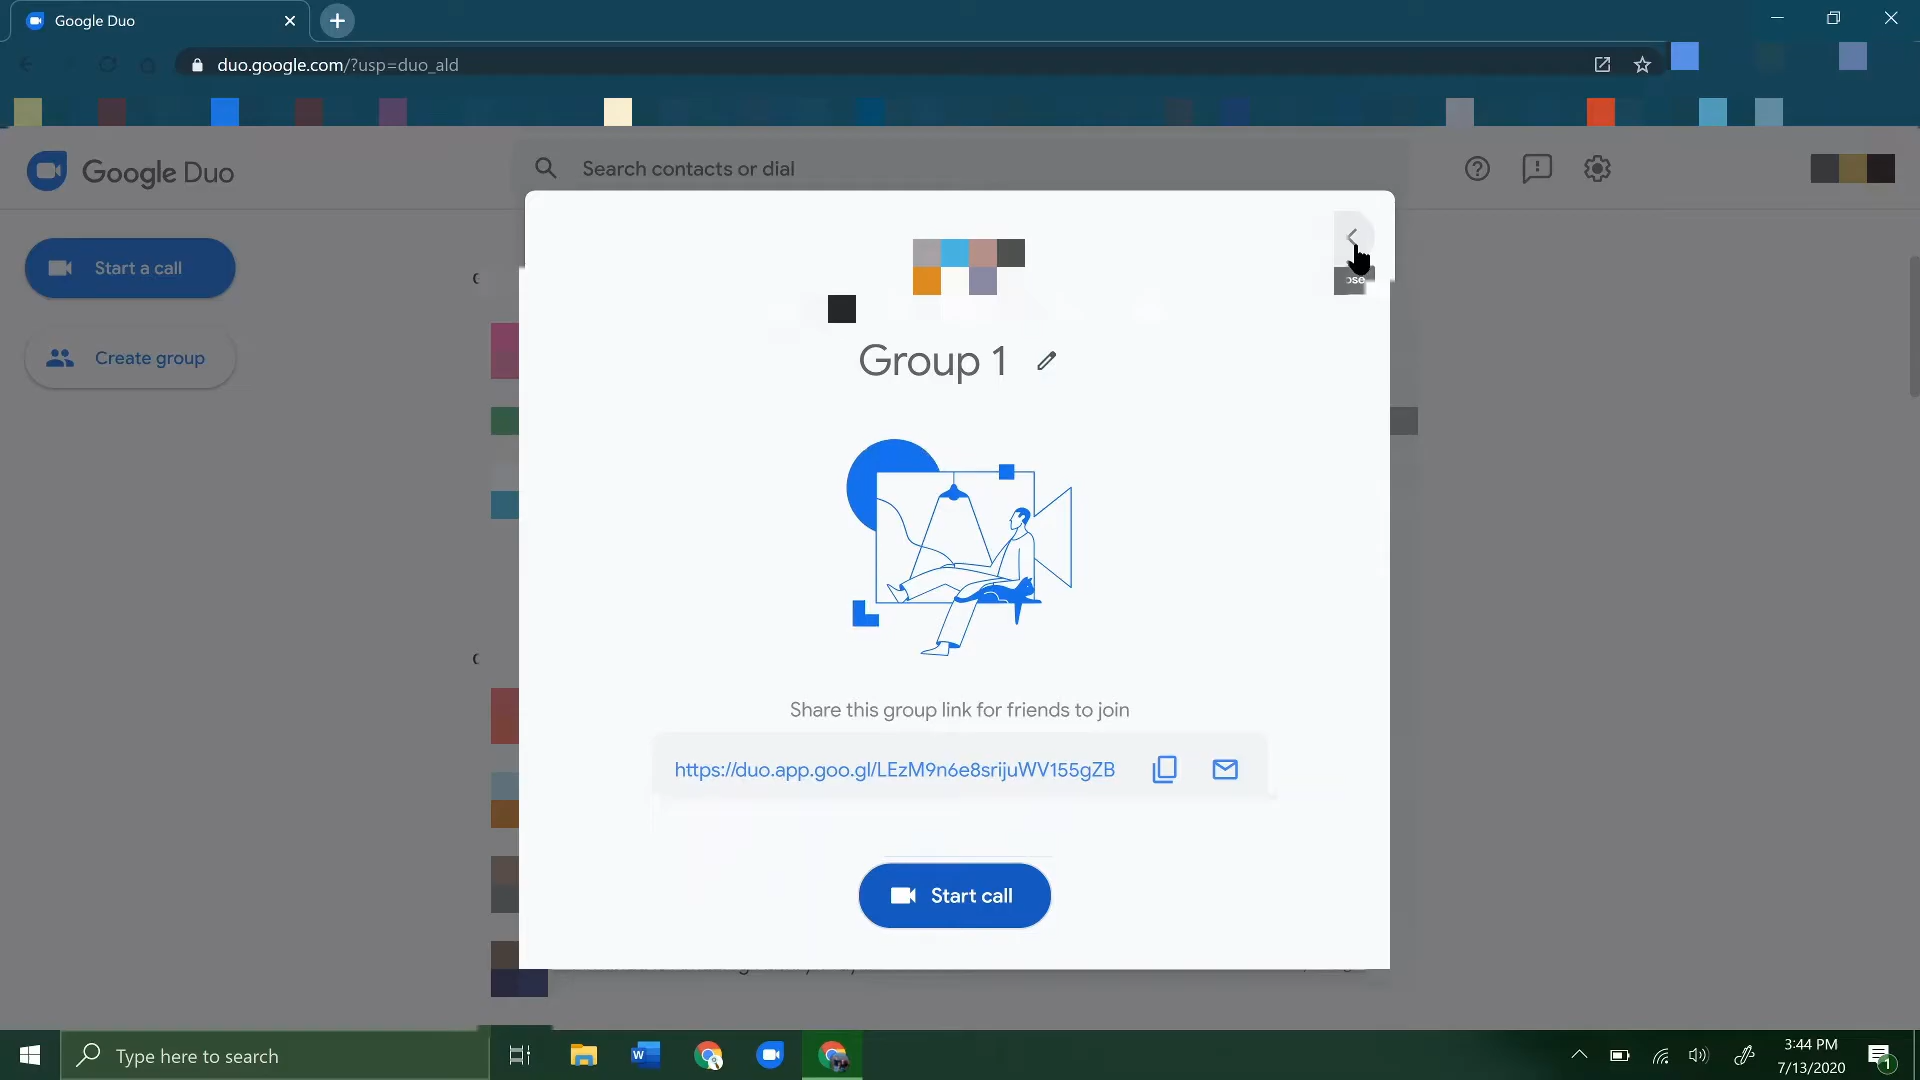 Google Duo
duo.google.com/?usp=duo_ald
Google Duo
Search contacts or dial
Start a call
Create group
Group 1
Share this group link for friends to join
https://duo.app.goo.gl/LEzM9n6e8srijuWV155gZB
Start call
Type here to search
3:44 PM
7/13/2020
1